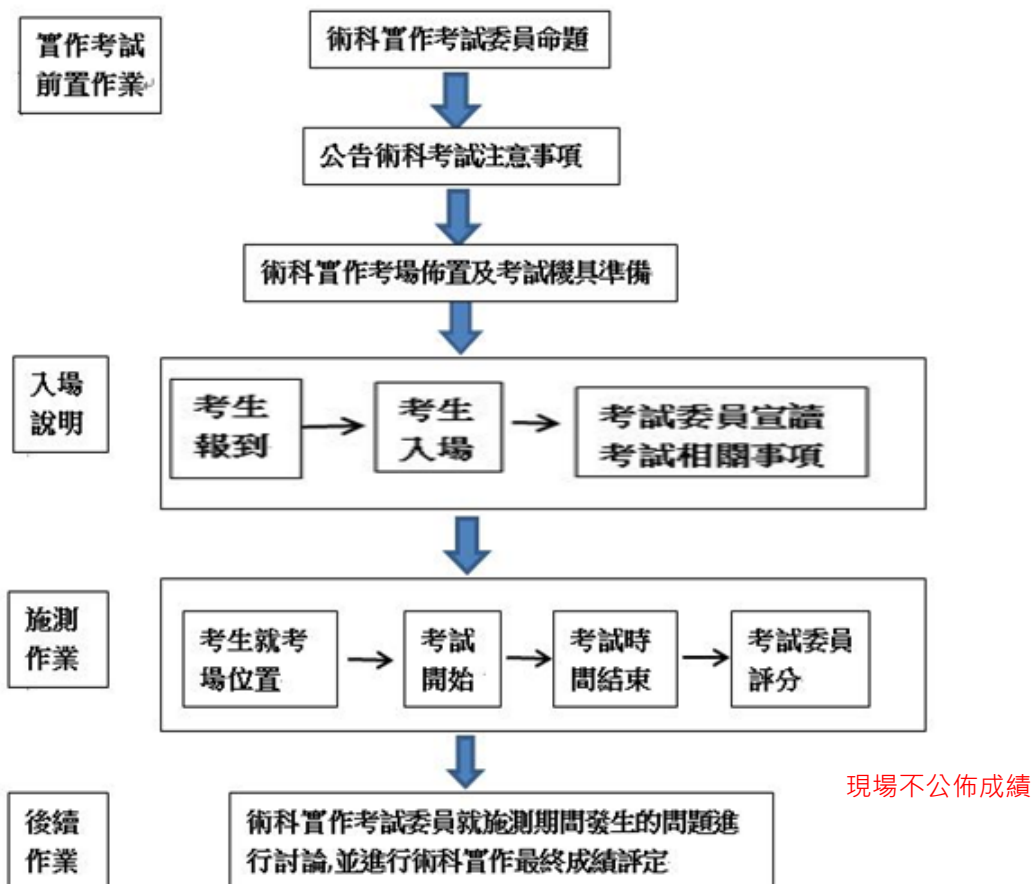 實作考試
前置作業
術科實作考試委員命題
公告術科考試注意事項
術科實作考場佈置及考試機具準備
入場
說明
考生
報到
考生
入場
考試委員宣讀
考試相關事項
施測
作業
考生就考
場位置
考試
開始
考試時
間結束
考試委員
評分
現場不公佈成績
後續
作業
術科實作考試委員就施測期間發生的問題進
行討論,並進行術科實作最終成績評定